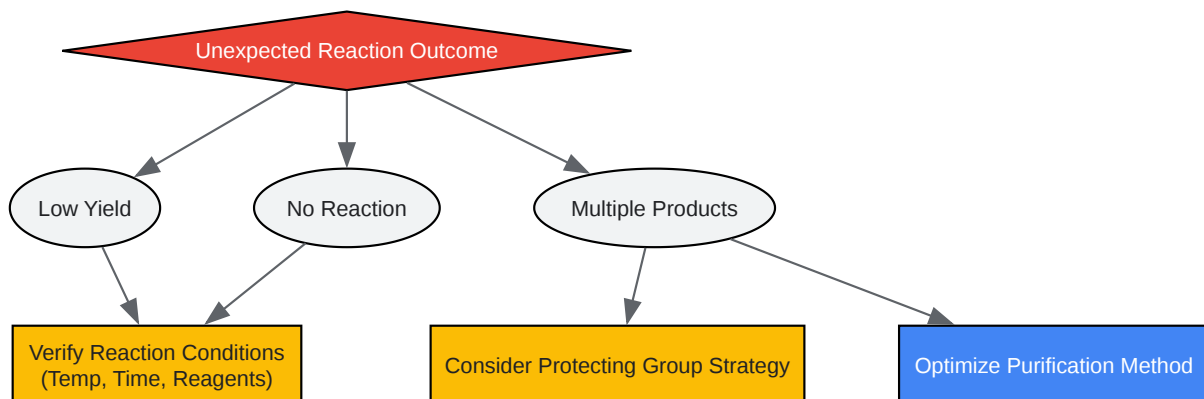 Unexpected Reaction Outcome
Low Yield
No Reaction
Multiple Products
Verify Reaction Conditions
(Temp, Time, Reagents)
Consider Protecting Group Strategy
Optimize Purification Method